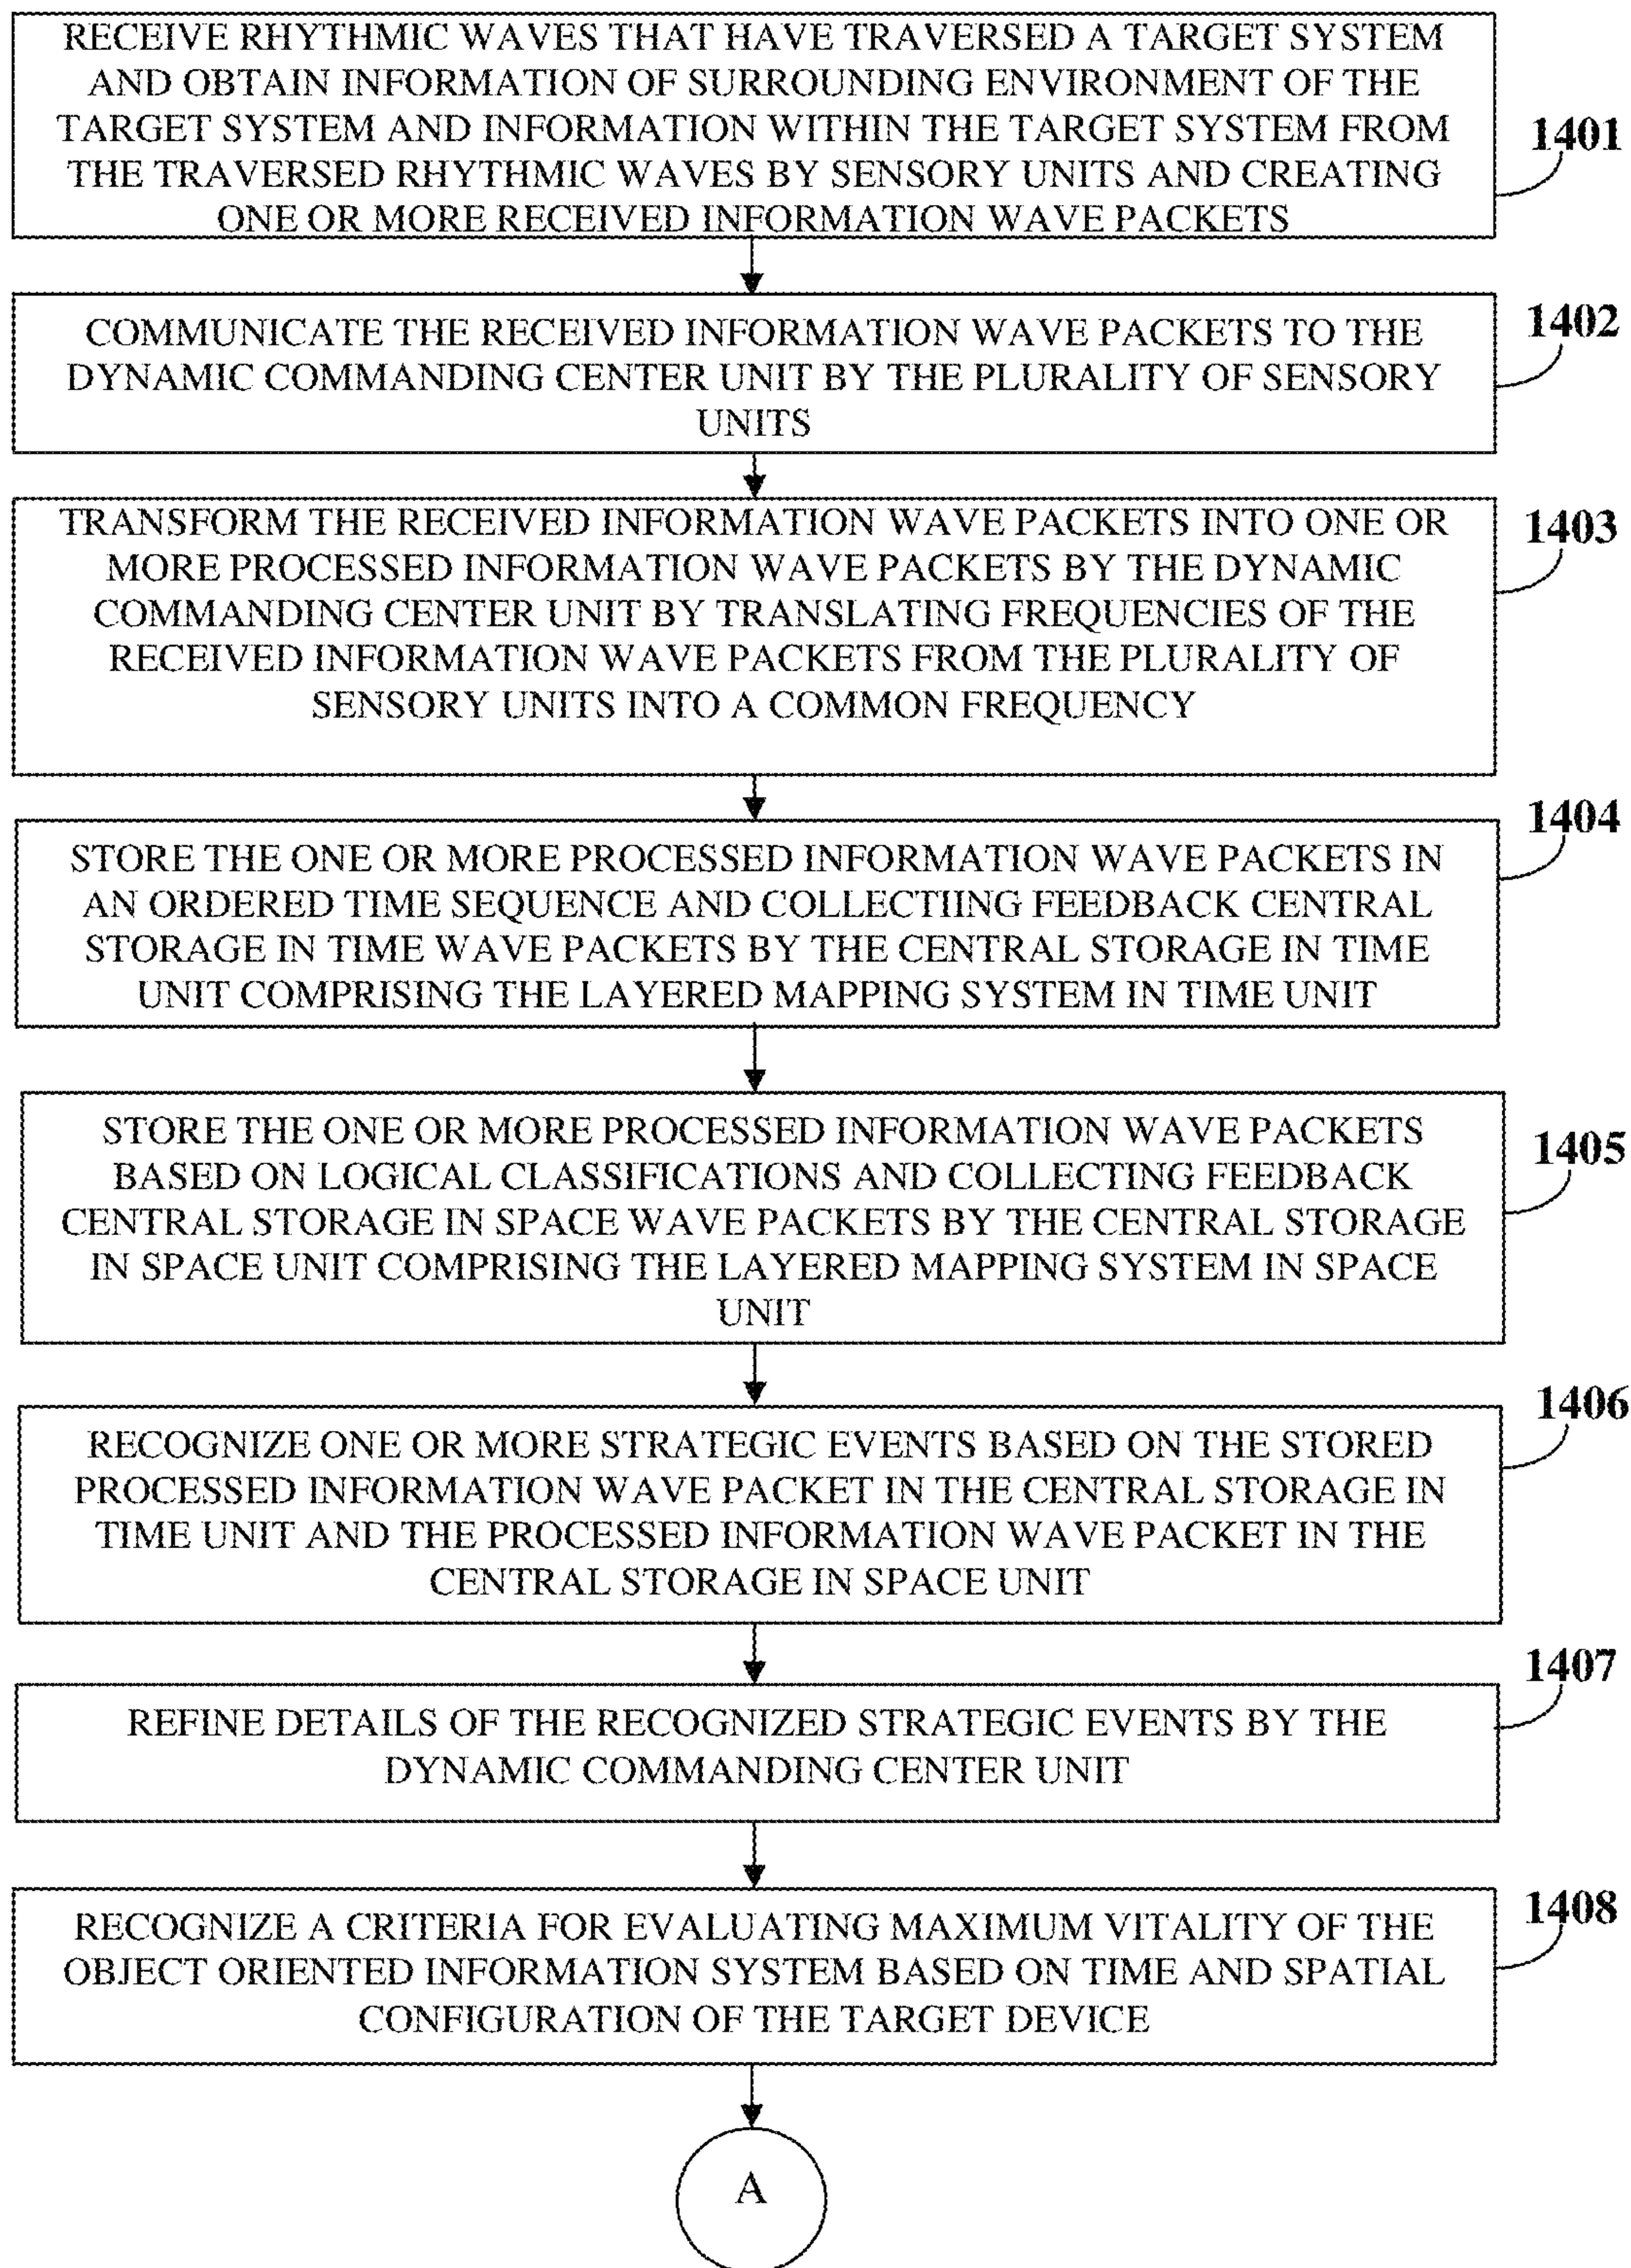 RECEIVE RHYTHMIC WAVES THAT HAVE TRAVERSED A TARGET SYSTEM
AND OBTAIN INFORMATION OF SURROUNDING ENVIRONMENT OF THE
TARGET SYSTEM AND INFORMATION WITHIN THE TARGET SYSTEM FROM
THE TRAVERSED RHYTHMIC WAVES BY SENSORY UNITS AND CREATING
ONE OR MORE RECEIVED INFORMATION WAVE PACKETS
1401
COMMUNICATE THE RECEIVED INFORMATION WAVE PACKETS TO THE
DYNAMIC COMMANDING CENTER UNIT BY THE PLURALITY OF SENSORY
UNITS
1402
TRANSFORM THE RECEIVED INFORMATION WAVE PACKETS INTO ONE OR
MORE PROCESSED INFORMATION WAVE PACKETS BY THE DYNAMIC
COMMANDING CENTER UNIT BY TRANSLATING FREQUENCIES OF THE
RECEIVED INFORMATION WAVE PACKETS FROM THE PLURALITY OF
SENSORY UNITS INTO A COMMON FREQUENCY
1403
STORE THE ONE OR MORE PROCESSED INFORMATION WAVE PACKETS IN
AN ORDERED TIME SEQUENCE AND COLLECTIING FEEDBACK CENTRAL
STORAGE IN TIME WAVE PACKETS BY THE CENTRAL STORAGE IN TIME
UNIT COMPRISING THE LAYERED MAPPING SYSTEM IN TIME UNIT
1404
STORE THE ONE OR MORE PROCESSED INFORMATION WAVE PACKETS
BASED ON LOGICAL CLASSIFICATIONS AND COLLECTING FEEDBACK
CENTRAL STORAGE IN SPACE WAVE PACKETS BY THE CENTRAL STORAGE
IN SPACE UNIT COMPRISING THE LAYERED MAPPING SYSTEM IN SPACE
UNIT
1405
RECOGNIZE ONE OR MORE STRATEGIC EVENTS BASED ON THE STORED
PROCESSED INFORMATION WAVE PACKET IN THE CENTRAL STORAGE IN
TIME UNIT AND THE PROCESSED INFORMATION WAVE PACKET IN THE
CENTRAL STORAGE IN SPACE UNIT
1406
REFINE DETAILS OF THE RECOGNIZED STRATEGIC EVENTS BY THE
DYNAMIC COMMANDING CENTER UNIT
1407
RECOGNIZE A CRITERIA FOR EVALUATING MAXIMUM VITALITY OF THE
OBJECT ORIENTED INFORMATION SYSTEM BASED ON TIME AND SPATIAL
CONFIGURATION OF THE TARGET DEVICE
1408
A